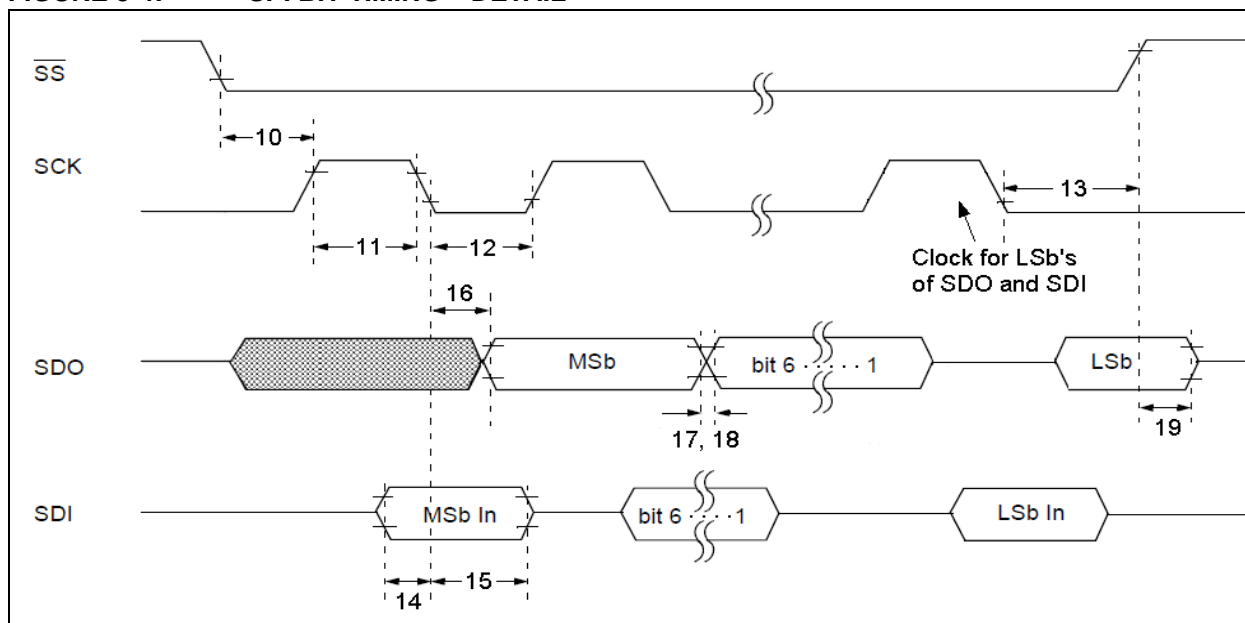 SS
10
SCK
13
11
12
Clock for LSb's
of SDO and SDI
16
SDO
MSb
bit 6 · · · · · · 1
LSb
17, 18
19
SDI
MSb In
bit 6 · · · · · 1
LSb In
14
15